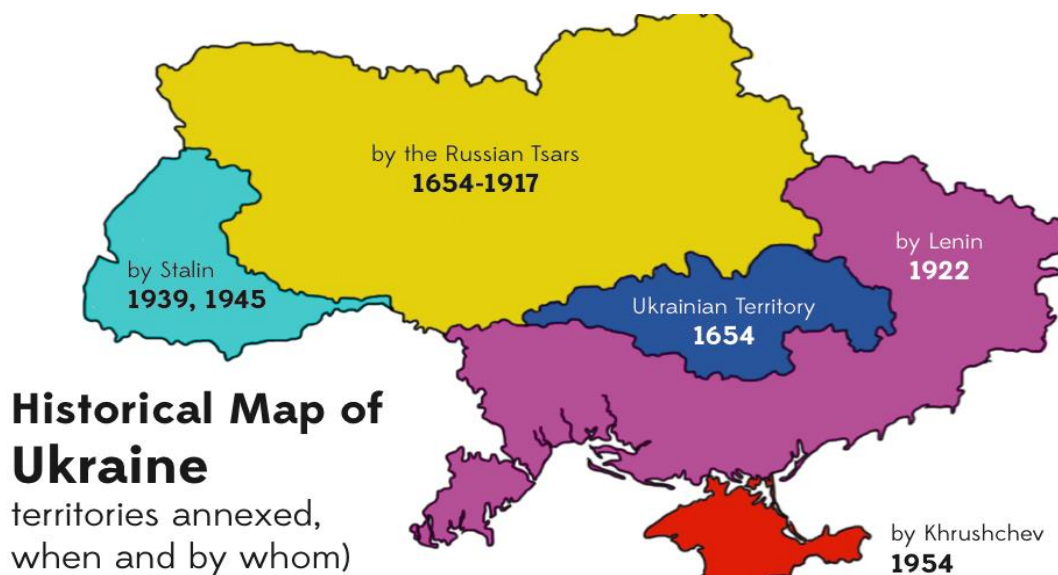 by the Russian Tsars
1654-1917
by Lenin
1922
by Stalin
1939, 1945
Ukrainian Territory
1654
Historical Map of
Ukraine
territories annexed,
when and by whom)
by Khrushchev
1954